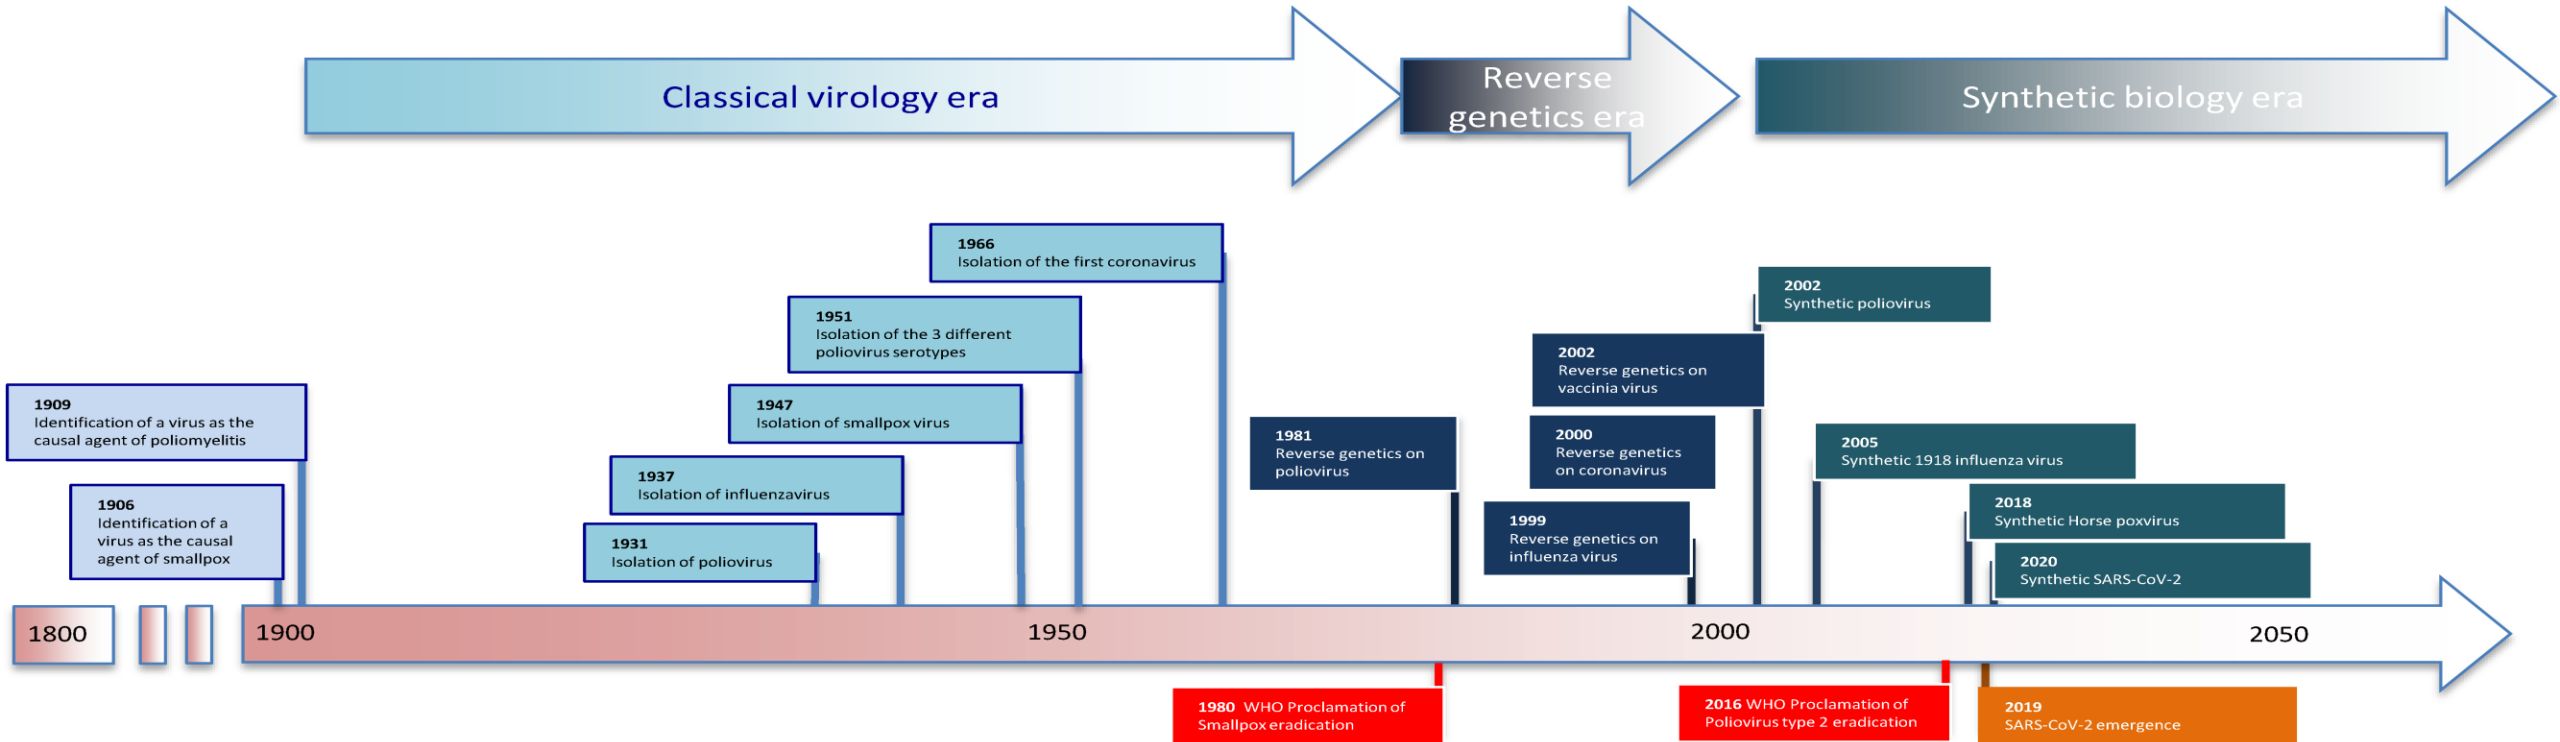 Classical virology era
Reverse
genetics era
Synthetic biology era
1966
Isolation of the first coronavirus
1951
Isolation of the 3 different
poliovirus serotypes
1947
Isolation of smallpox virus
1937
Isolation of influenzavirus
1931
Isolation of poliovirus
1909
Identification of a virus as the
causal agent of poliomyelitis
1906
Identification of a
virus as the causal
agent of smallpox
1981
Reverse genetics on
poliovirus
2002
Reverse genetics on
vaccinia virus
2000
Reverse genetics
on coronavirus
1999
Reverse genetics on
influenza virus
2002
Synthetic poliovirus
2005
Synthetic 1918 influenza virus
2018
Synthetic Horse poxvirus
2020
Synthetic SARS-CoV-2
1800
1900
1950
2000
2050
1980 WHO Proclamation of
Smallpox eradication
2016 WHO Proclamation of
Poliovirus type 2 eradication
2019
SARS-CoV-2 emergence